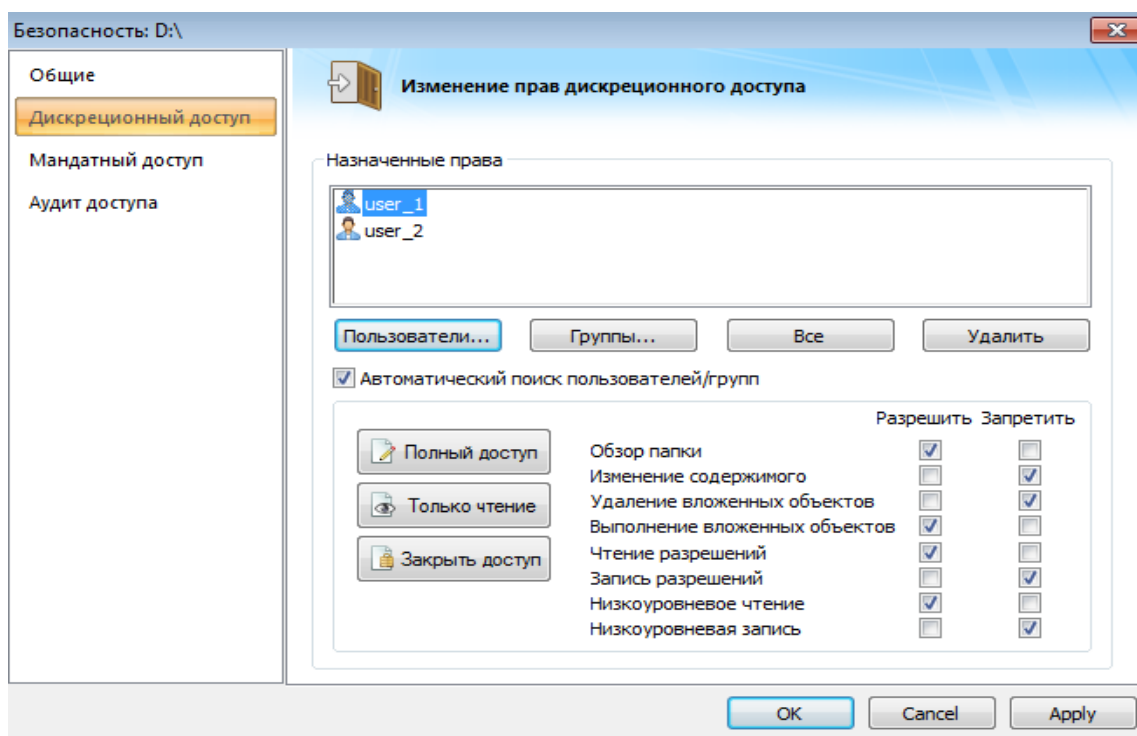 Безопасность: D:\
Общие
Дискреционный доступ
Мандатный доступ
Аудит доступа
Изменение прав дискреционного доступа
Назначенные права
user_1
user_2
Пользователи... Группы... Все Удалить
Автоматический поиск пользователей/групп
Разрешить Запретить
Полный доступ
Только чтение
Закрыть доступ
Обзор папки
Изменение содержимого
Удаление вложенных объектов
Выполнение вложенных объектов
Чтение разрешений
Запись разрешений
Низкоуровневое чтение
Низкоуровневая запись
OK Cancel Apply